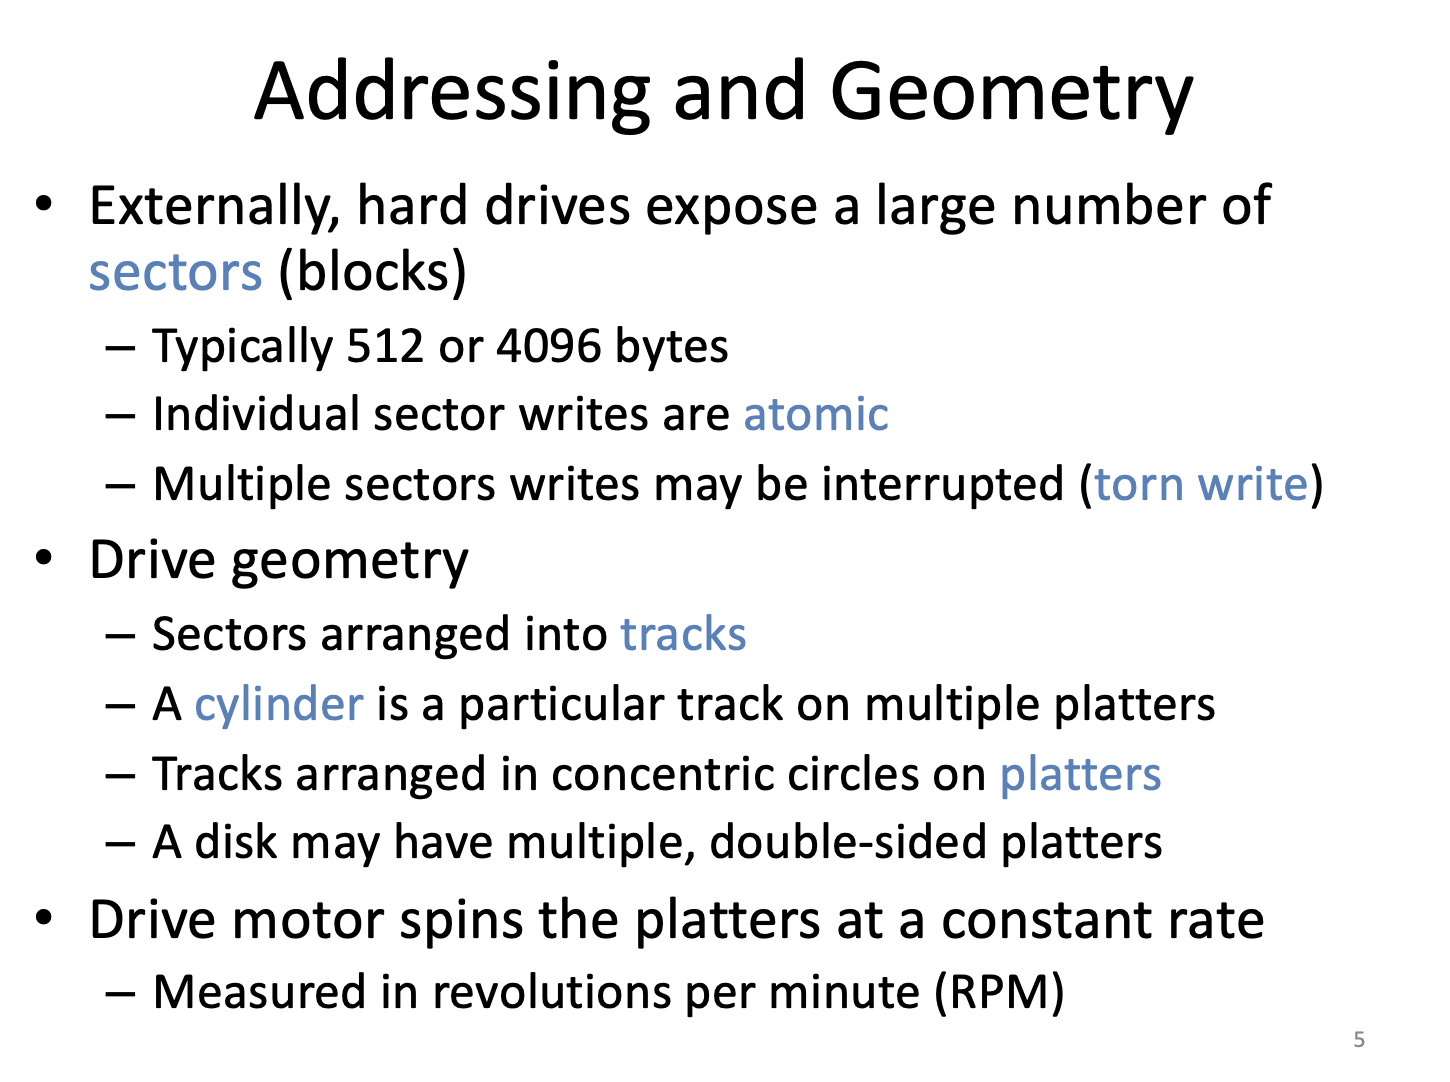 Addressing and Geometry
• Externally, hard drives expose a large number of
sectors (blocks)
– Typically 512 or 4096 bytes
– Individual sector writes are atomic
– Multiple sectors writes may be interrupted (torn write)
• Drive geometry
– Sectors arranged into tracks
– A cylinder is a particular track on multiple platters
– Tracks arranged in concentric circles on platters
– A disk may have multiple, double-sided platters
• Drive motor spins the platters at a constant rate
– Measured in revolutions per minute (RPM)
5